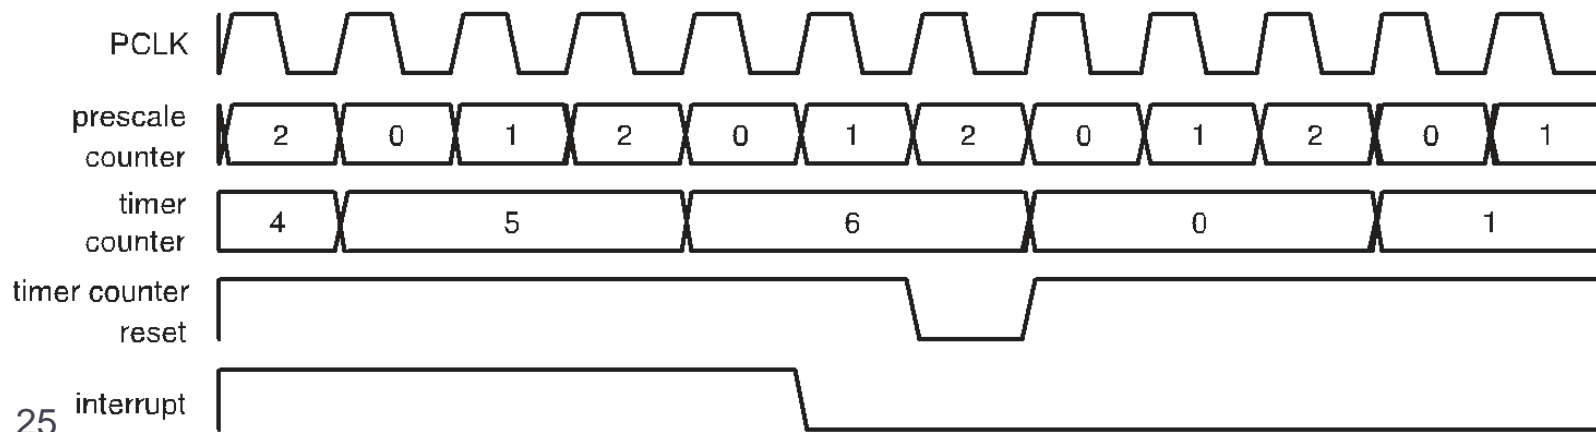 PCLK
prescale
counter
2 0 1 2 0 1 2 0 1 2 0 1
timer
counter
4 5 6 0 1
timer counter
reset
interrupt
25